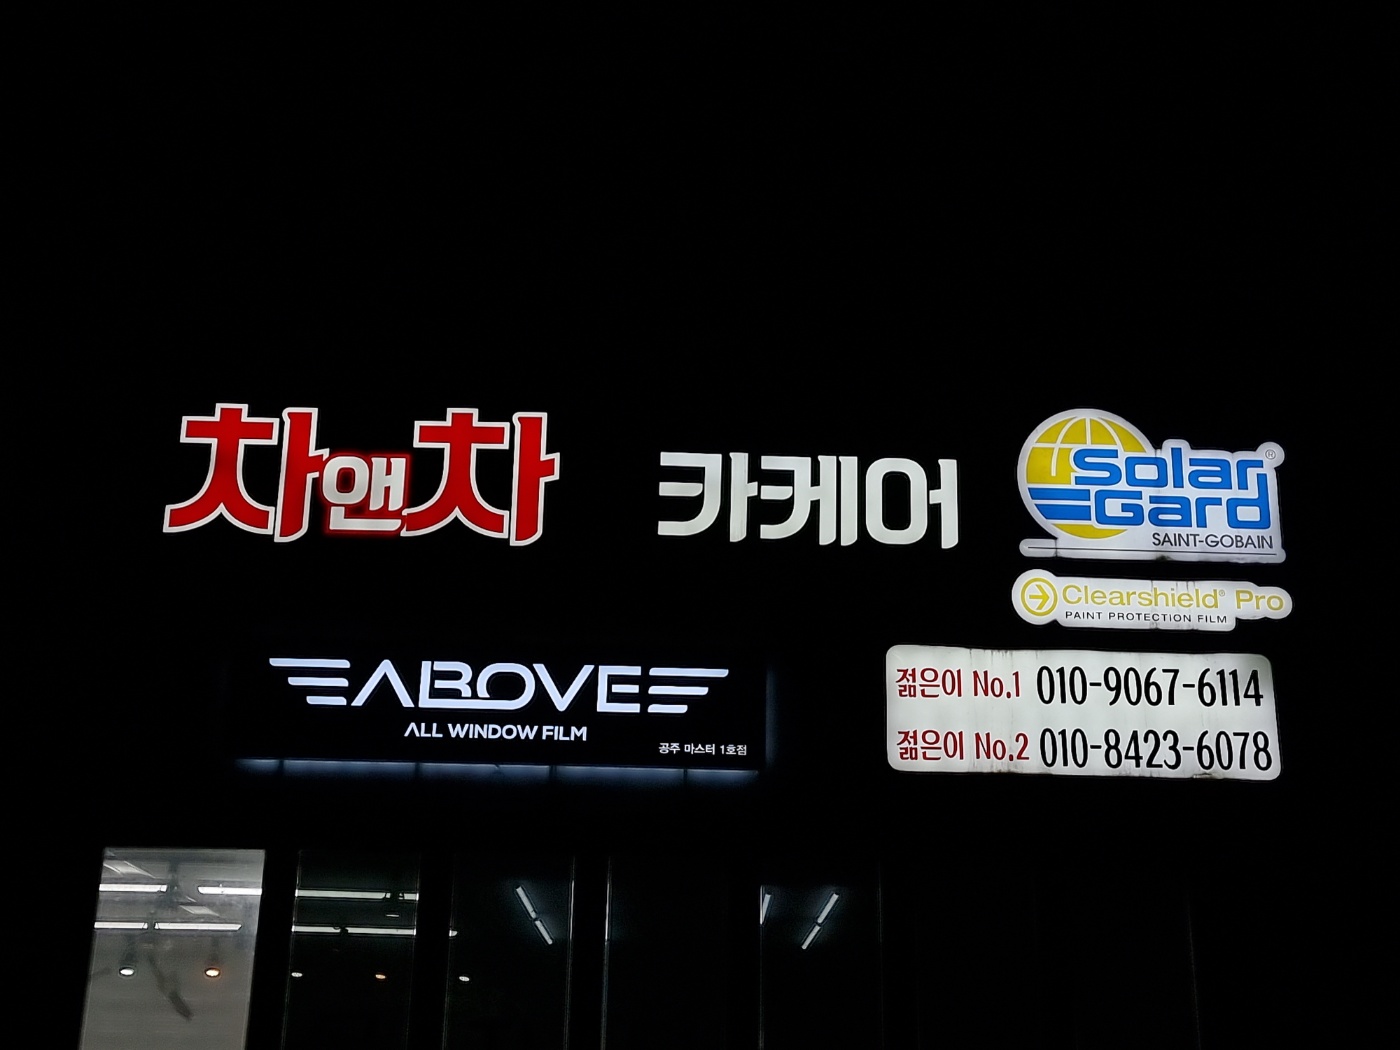 차앤차 카케어
Solar Gard®
SAINT-GOBAIN
Clearshield® Pro
PAINT PROTECTION FILM
ABOVE
ALL WINDOW FILM
공주 마스터 1호점
젊은이 No.1 010-9067-6114
젊은이 No.2 010-8423-6078